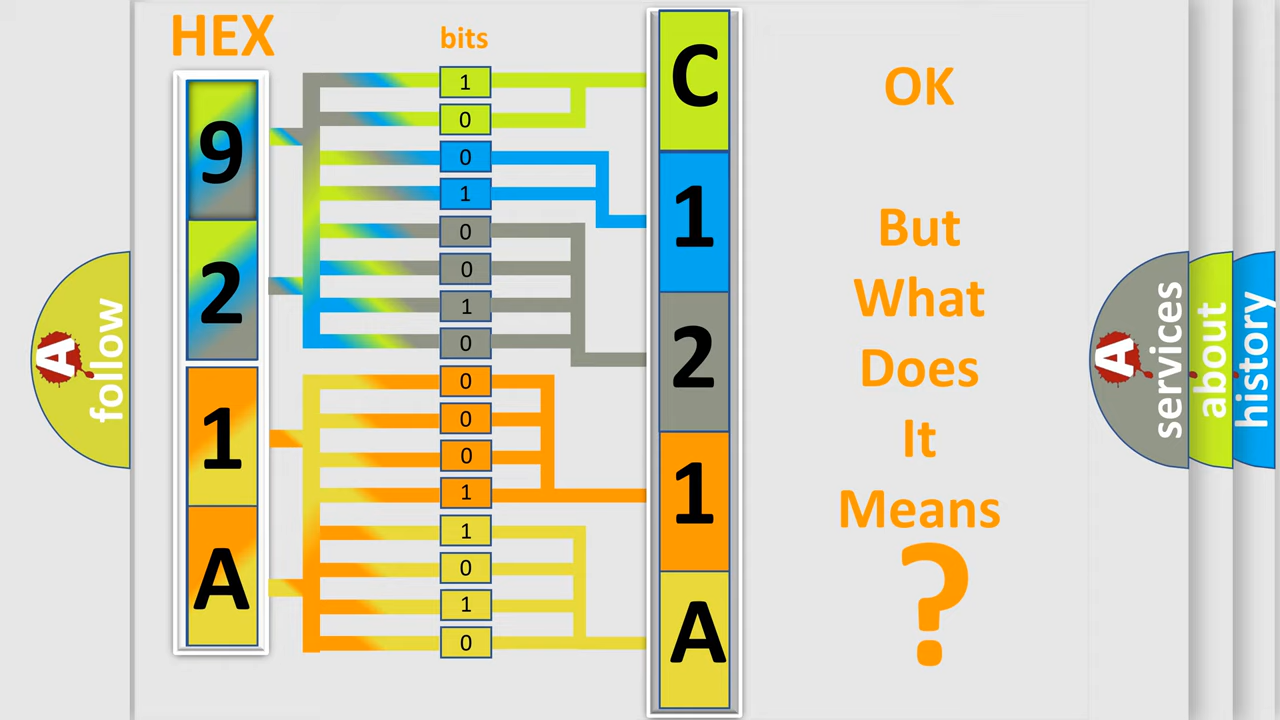 HEX
bits
9
2
1
A
1
0
0
1
0
0
1
0
0
0
0
1
1
0
1
0
C
1
2
1
A
OK
But
What
Does
It
Means
?
A follow
A services
about
history